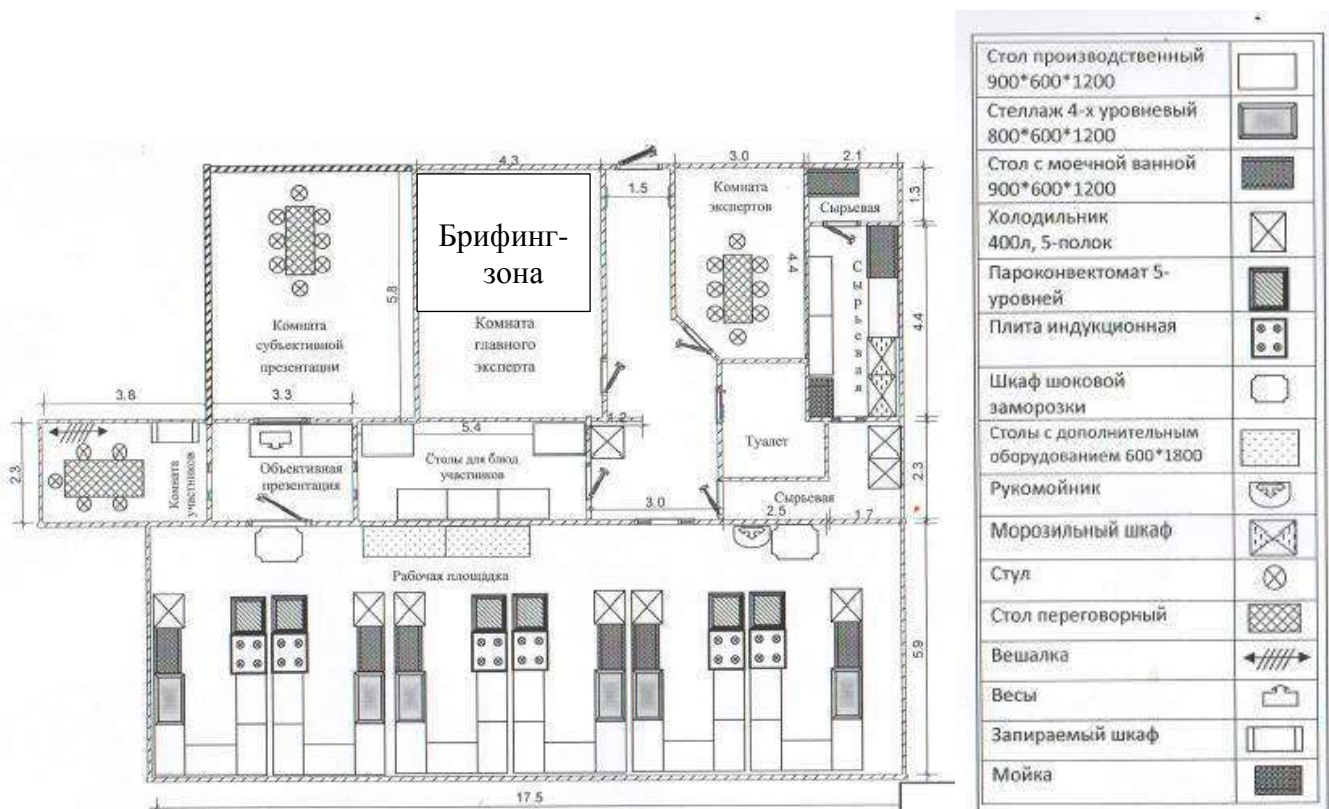 4.3
3.0
2.1
1.5
Комната
экспертов
Сырьевая
1.3
Брифинг-
зона
5.8
4.4
Сырьевая
4.4
Комната
субъективной
презентации
Комната
главного
эксперта
3.8
3.3
1.2
5.4
Туалет
2.3
Комната
участников
Объективная
презентация
Столы для блюд
участников
3.0
Сырьевая
2.5
1.7
2.3
Рабочая площадка
5.9
17.5
Стол производственный
900*600*1200
Стеллаж 4-х уровневый
800*600*1200
Стол с моечной ванной
900*600*1200
Холодильник
400л, 5-полок
Пароконвектомат 5-
уровней
Плита индукционная
Шкаф шоковой
заморозки
Столы с дополнительным
оборудованием 600*1800
Рукомойник
Морозильный шкаф
Стул
Стол переговорный
Вешалка
Весы
Запираемый шкаф
Мойка